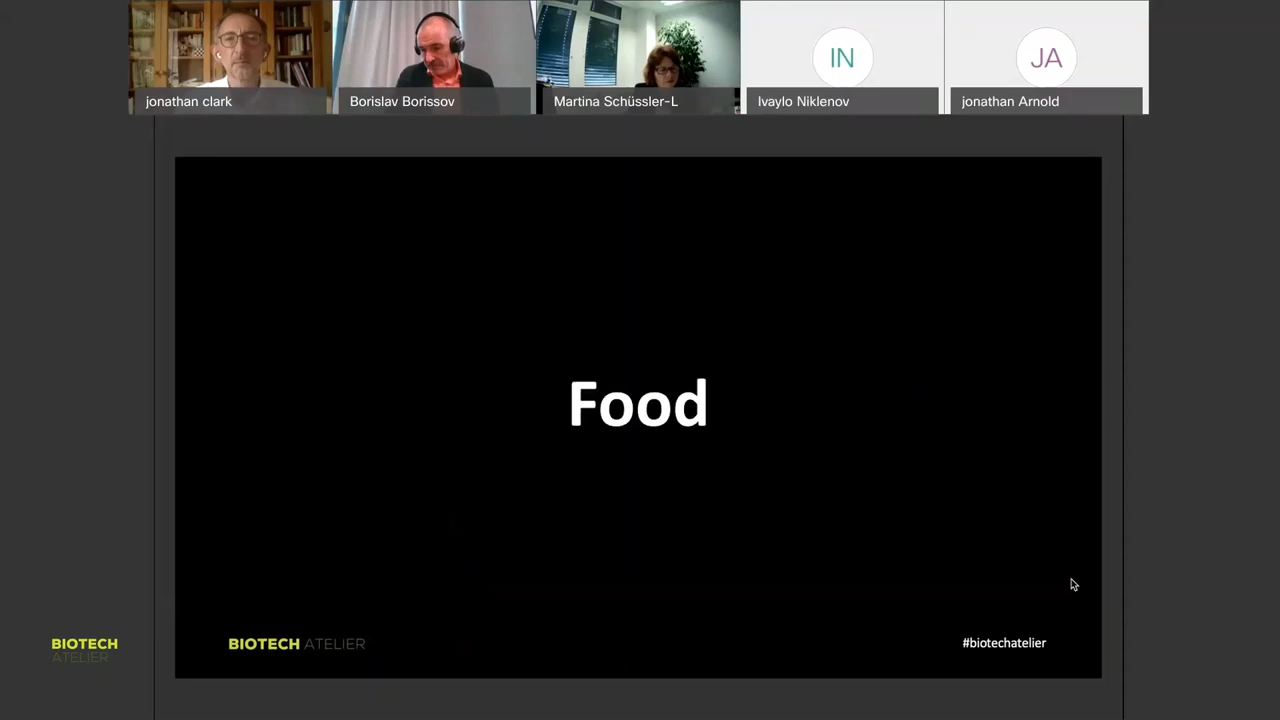 jonathan clark
Borislav Borissov
Martina Schüssler-L
IN
Ivaylo Niklenov
JA
jonathan Arnold
Food
BIOTECH
ATELIER
BIOTECH ATELIER
#biotechatelier